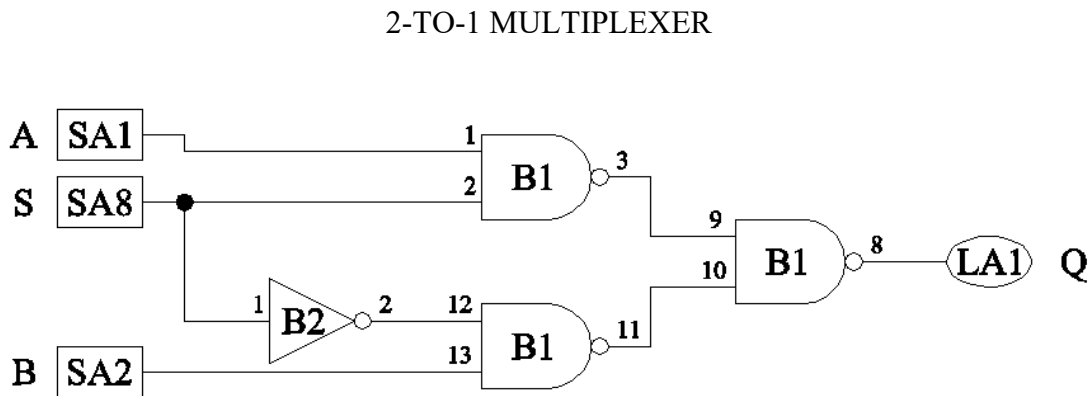 2-TO-1 MULTIPLEXER
A SA1
1
3
B1
S SA8
2
9
8
B1
LA1 Q
10
1
B2
2
12
11
B1
13
B SA2